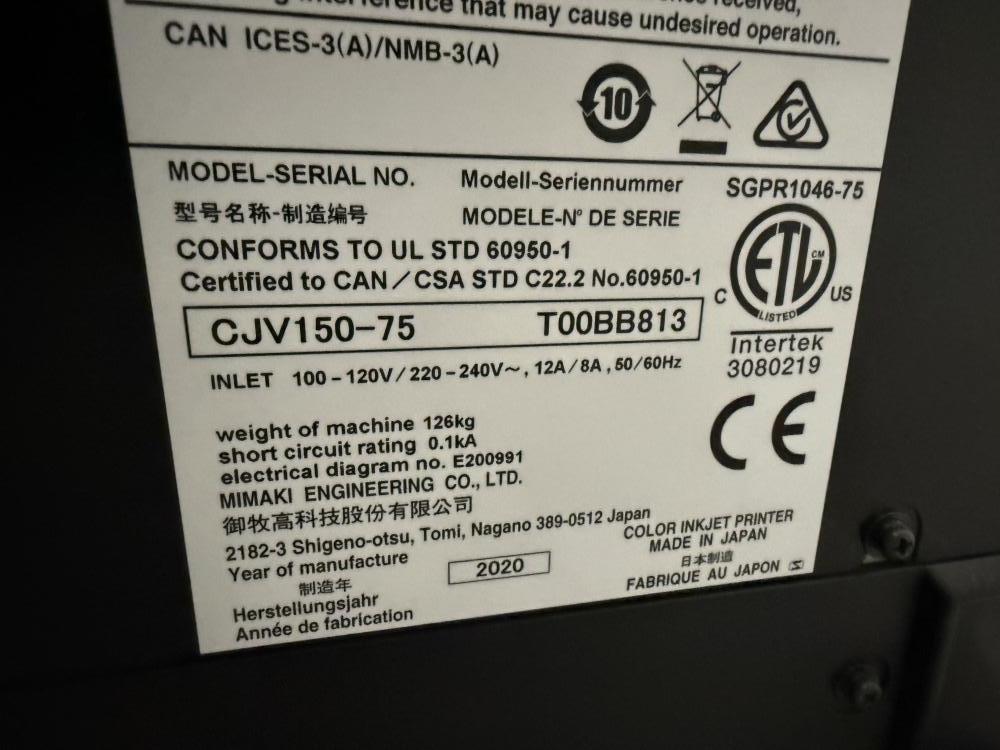 received,
interference that may cause undesired operation.
CAN ICES-3(A)/NMB-3(A)
10
MODEL-SERIAL NO. Modell-Seriennummer SGPR1046-75
型号名称-制造编号 MODELE-N° DE SERIE
CONFORMS TO UL STD 60950-1
Certified to CAN/CSA STD C22.2 No.60950-1
ETL CM
C US
LISTED
CJV150-75 T00BB813
Intertek
3080219
INLET 100-120V/220-240V~, 12A/8A, 50/60Hz
CE
weight of machine 126kg
short circuit rating 0.1kA
electrical diagram no. E200991
MIMAKI ENGINEERING CO., LTD.
御牧高科技股份有限公司
2182-3 Shigeno-otsu, Tomi, Nagano 389-0512 Japan
Year of manufacture 2020
制造年
Herstellungsjahr
Année de fabrication
COLOR INKJET PRINTER
MADE IN JAPAN
日本制造
FABRIQUE AU JAPON